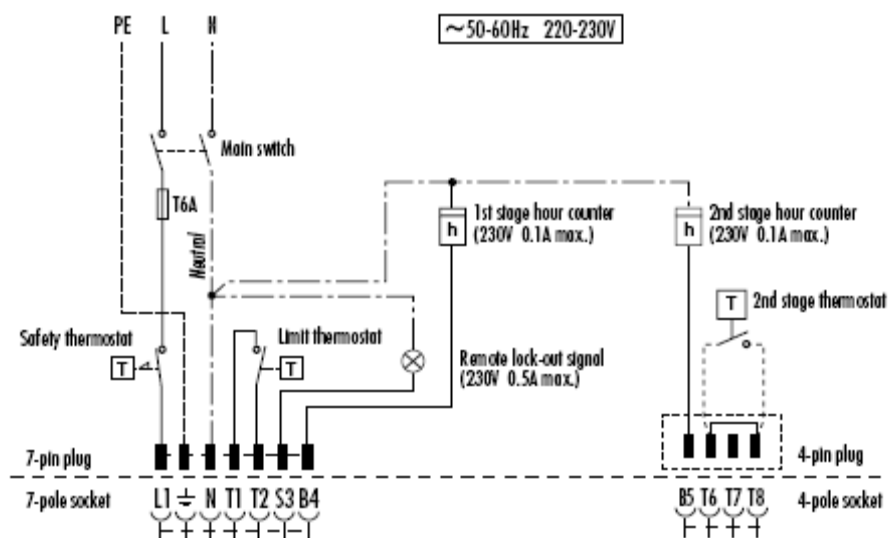 PE L N
~50-60Hz 220-230V
Main switch
T6A
Neutral
1st stage hour counter
(230V 0.1A max.)
h
2nd stage hour counter
(230V 0.1A max.)
h
T
2nd stage thermostat
Safety thermostat
T
Limit thermostat
T
Remote lock-out signal
(230V 0.5A max.)
7-pin plug
4-pin plug
7-pole socket
L1 N T1 T2 S3 B4
B5 T6 T7 T8
4-pole socket